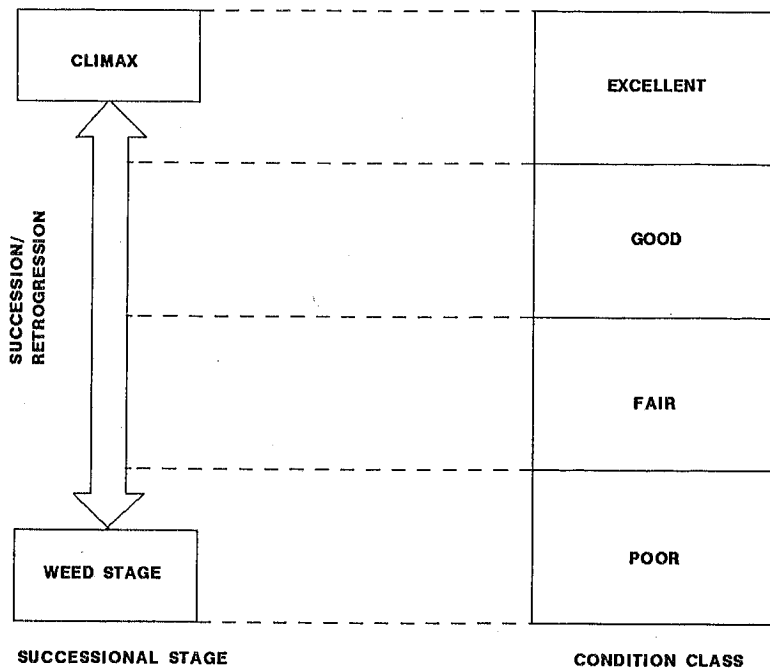 CLIMAX
EXCELLENT
SUCCESSION/
RETROGRESSION
GOOD
FAIR
WEED STAGE
POOR
SUCCESSIONAL STAGE
CONDITION CLASS